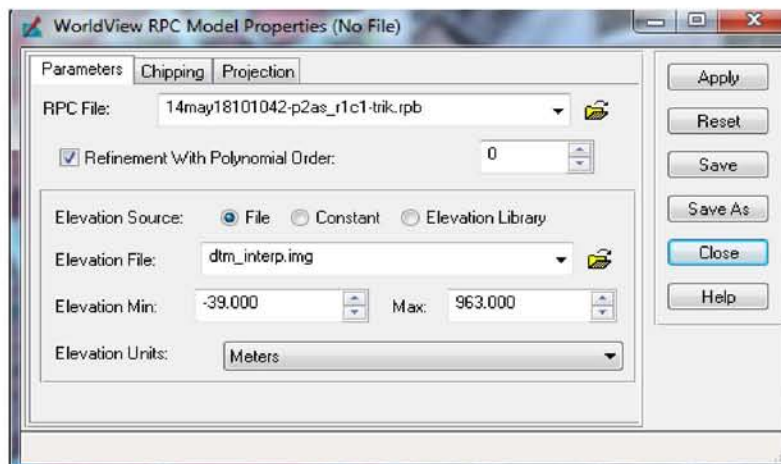 WorldView RPC Model Properties (No File)
Parameters Chipping Projection
RPC File: 14may18101042-p2as_r1c1-trik.rpb
Refinement With Polynomial Order: 0
Elevation Source: File Constant Elevation Library
Elevation File: dtm_interp.img
Elevation Min: -39.000 Max: 963.000
Elevation Units: Meters
Apply
Reset
Save
Save As
Close
Help